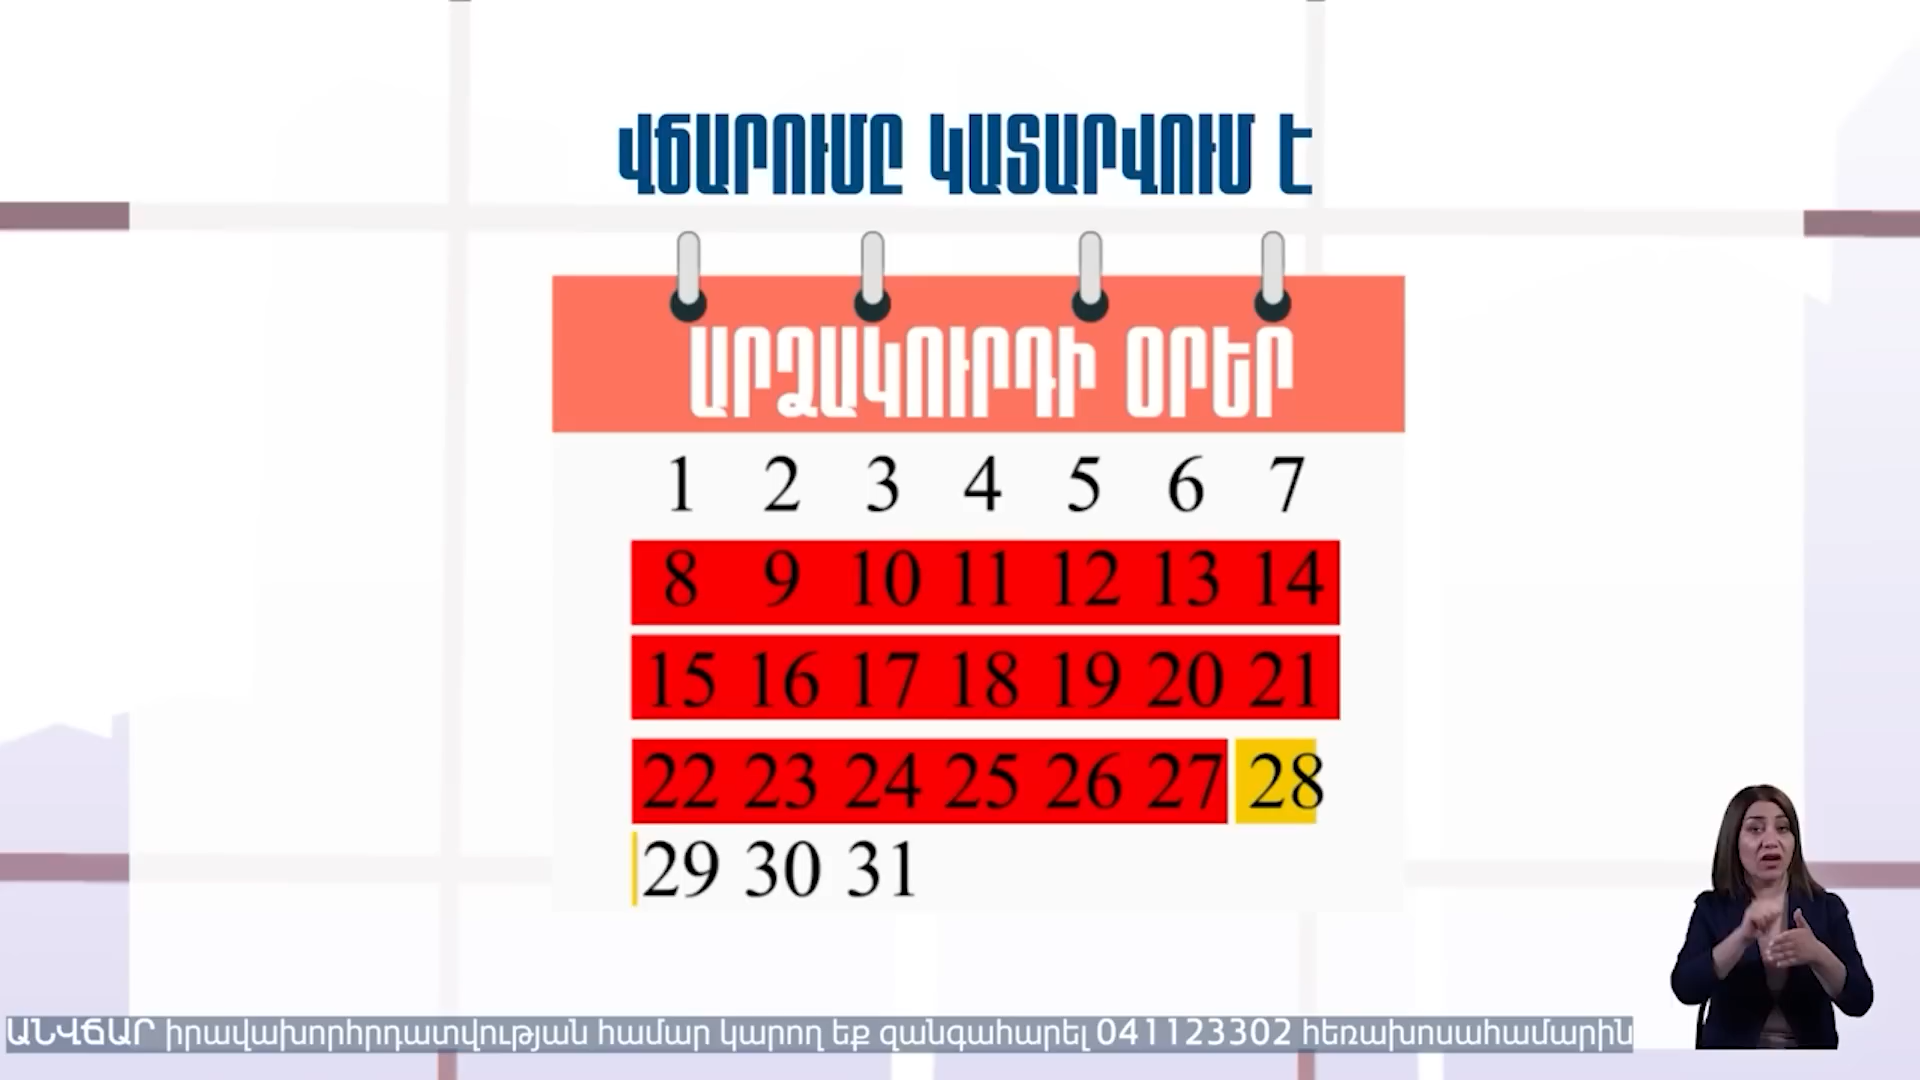 ՎՃԱՐՈՒՄԸ ԿԱՏԱՐՎՈՒՄ Է
ԱՐՁԱԿՈՒՐԴԻ ՕՐԵՐ
1 2 3 4 5 6 7
8 9 10 11 12 13 14
15 16 17 18 19 20 21
22 23 24 25 26 27 28
29 30 31
ԱՆՎՃԱՐ իրավախորհրդատվության համար կարող եք զանգահարել 041123302 հեռախոսահամարին